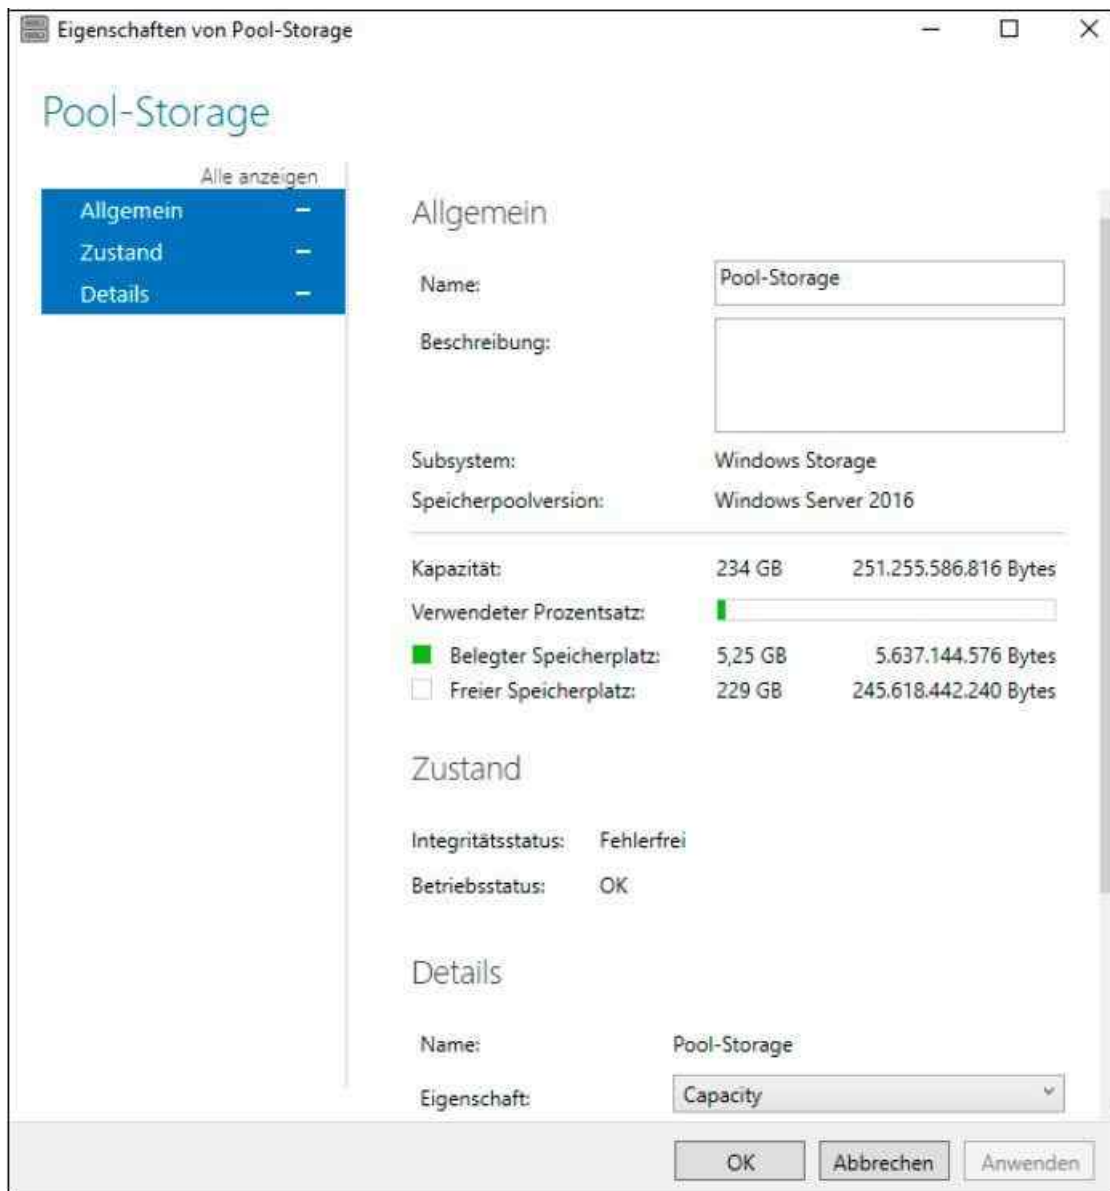 Eigenschaften von Pool-Storage
Pool-Storage
Alle anzeigen
Allgemein
Zustand
Details
Allgemein
Name: Pool-Storage
Beschreibung:
Subsystem: Windows Storage
Speicherpoolversion: Windows Server 2016
Kapazität: 234 GB 251.255.586.816 Bytes
Verwendeter Prozentsatz:
Belegter Speicherplatz: 5,25 GB 5.637.144.576 Bytes
Freier Speicherplatz: 229 GB 245.618.442.240 Bytes
Zustand
Integritätsstatus: Fehlerfrei
Betriebsstatus: OK
Details
Name: Pool-Storage
Eigenschaft: Capacity
OK Abbrechen Anwenden